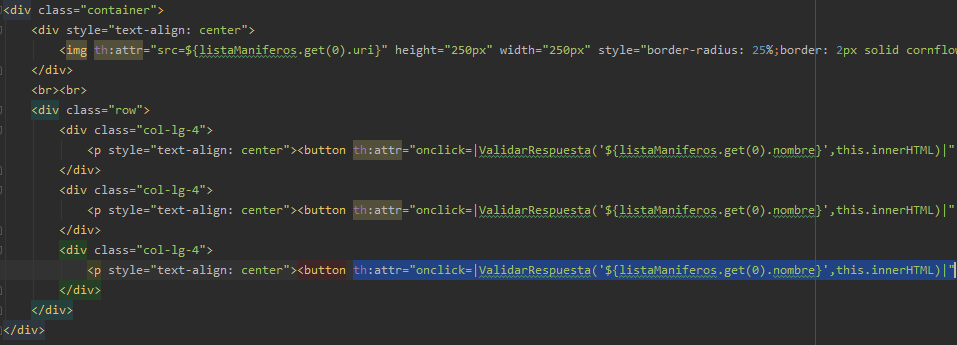 <div class="container">
<div style="text-align: center">
<img th:attr="src=${listaManiferos.get(0).uri}" height="250px" width="250px" style="border-radius: 25%;border: 2px solid cornflow
</div>
<br><br>
<div class="row">
<div class="col-lg-4">
<p style="text-align: center"><button th:attr="onclick=|ValidarRespuesta('${listaManiferos.get(0).nombre}',this.innerHTML)|"
</div>
<div class="col-lg-4">
<p style="text-align: center"><button th:attr="onclick=|ValidarRespuesta('${listaManiferos.get(0).nombre}',this.innerHTML)|"
</div>
<div class="col-lg-4">
<p style="text-align: center"><button th:attr="onclick=|ValidarRespuesta('${listaManiferos.get(0).nombre}',this.innerHTML)|"
</div>
</div>
</div>